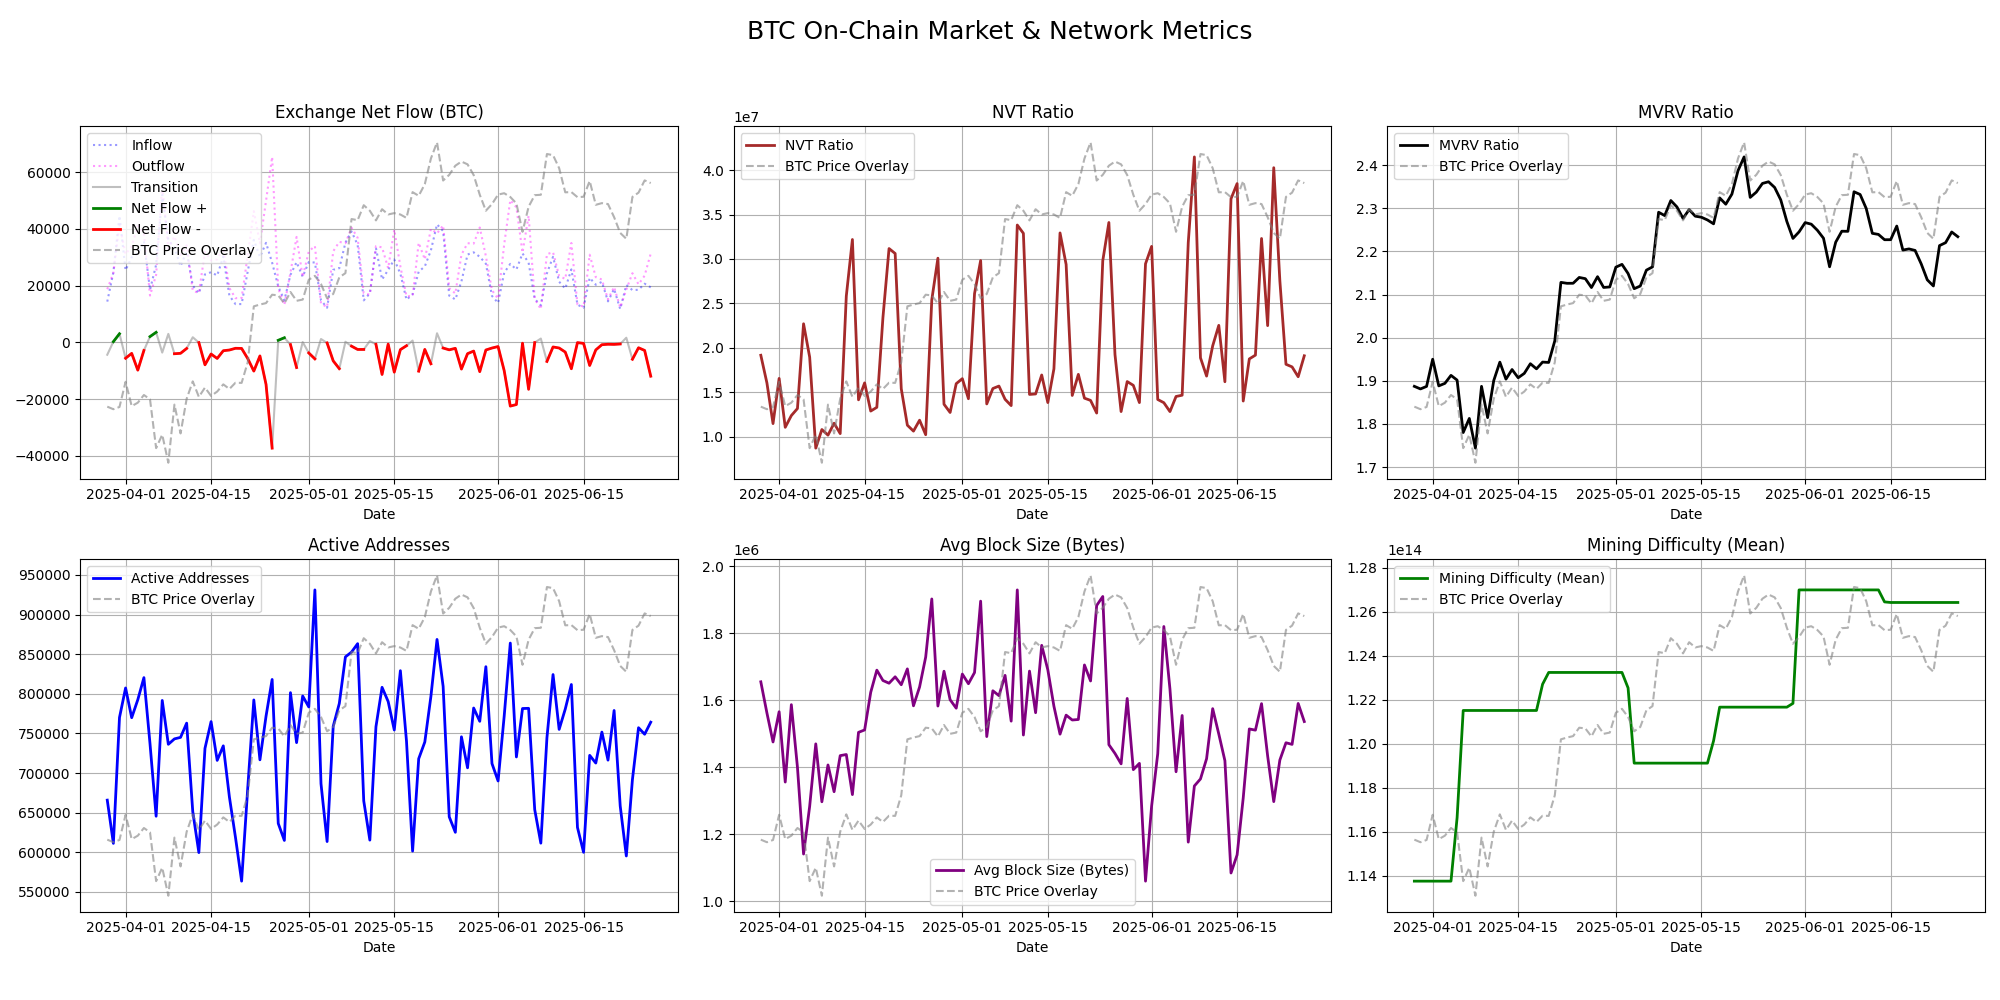 BTC On-Chain Market & Network Metrics
Exchange Net Flow (BTC)
Inflow
Outflow
Transition
Net Flow +
Net Flow -
BTC Price Overlay
60000
40000
20000
0
−20000
−40000
2025-04-01 2025-04-15 2025-05-01 2025-05-15 2025-06-01 2025-06-15
Date
NVT Ratio
1e7
NVT Ratio
BTC Price Overlay
4.0
3.5
3.0
2.5
2.0
1.5
1.0
2025-04-01 2025-04-15 2025-05-01 2025-05-15 2025-06-01 2025-06-15
Date
MVRV Ratio
MVRV Ratio
BTC Price Overlay
2.4
2.3
2.2
2.1
2.0
1.9
1.8
1.7
2025-04-01 2025-04-15 2025-05-01 2025-05-15 2025-06-01 2025-06-15
Date
Active Addresses
Active Addresses
BTC Price Overlay
950000
900000
850000
800000
750000
700000
650000
600000
550000
2025-04-01 2025-04-15 2025-05-01 2025-05-15 2025-06-01 2025-06-15
Date
Avg Block Size (Bytes)
1e6
2.0
1.8
1.6
1.4
1.2
1.0
Avg Block Size (Bytes)
BTC Price Overlay
2025-04-01 2025-04-15 2025-05-01 2025-05-15 2025-06-01 2025-06-15
Date
Mining Difficulty (Mean)
1e14
Mining Difficulty (Mean)
BTC Price Overlay
1.28
1.26
1.24
1.22
1.20
1.18
1.16
1.14
2025-04-01 2025-04-15 2025-05-01 2025-05-15 2025-06-01 2025-06-15
Date